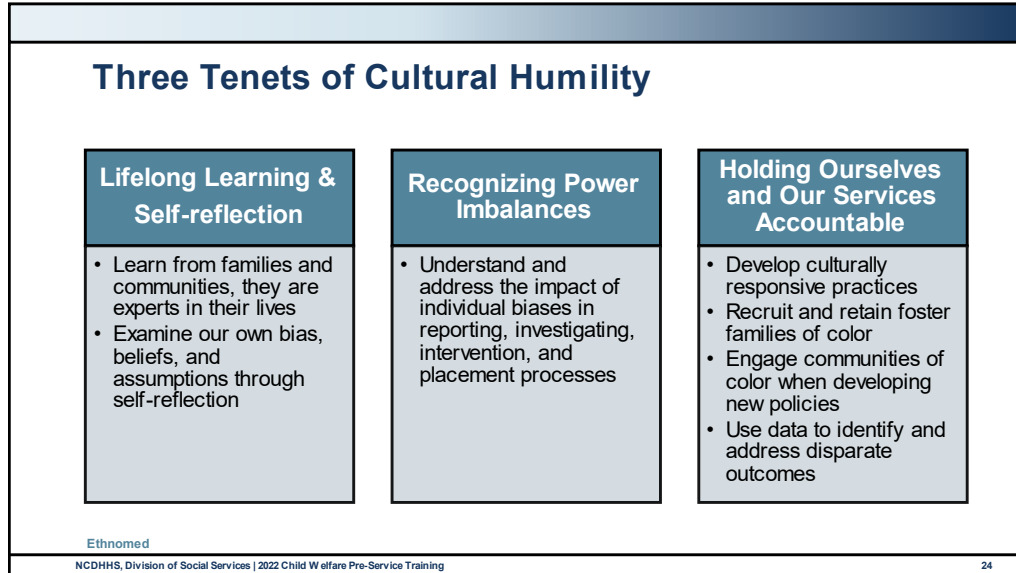 Three Tenets of Cultural Humility
Lifelong Learning &
Self-reflection
• Learn from families and
communities, they are
experts in their lives
• Examine our own bias,
beliefs, and
assumptions through
self-reflection
Recognizing Power
Imbalances
• Understand and
address the impact of
individual biases in
reporting, investigating,
intervention, and
placement processes
Holding Ourselves
and Our Services
Accountable
• Develop culturally
responsive practices
• Recruit and retain foster
families of color
• Engage communities of
color when developing
new policies
• Use data to identify and
address disparate
outcomes
Ethnomed
NCDHHS, Division of Social Services | 2022 Child Welfare Pre-Service Training 24